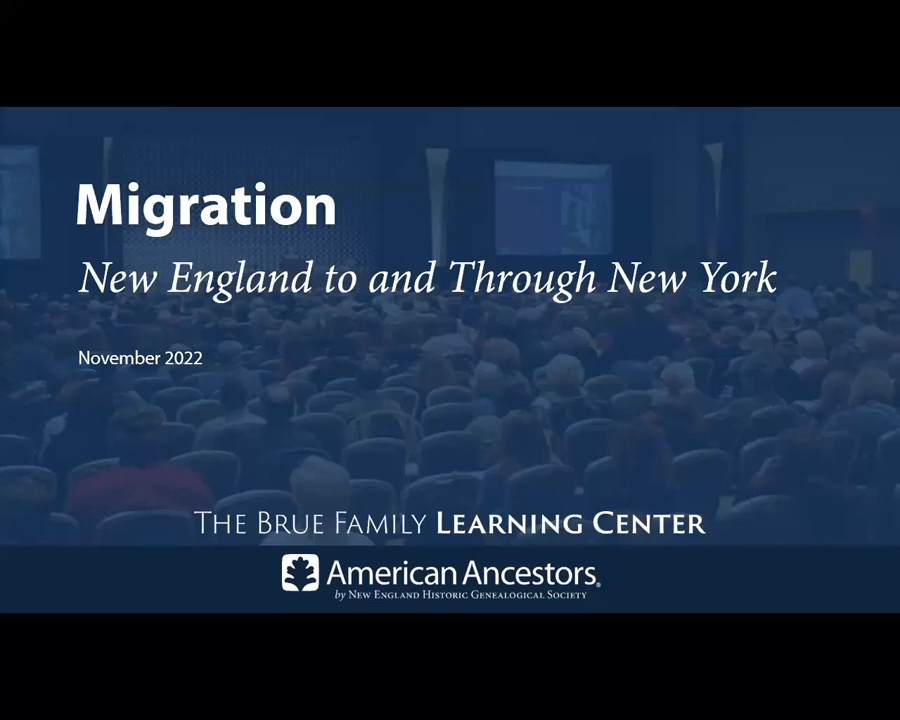 Migration
New England to and Through New York
November 2022
The Brue Family Learning Center
American Ancestors®
by New England Historic Genealogical Society